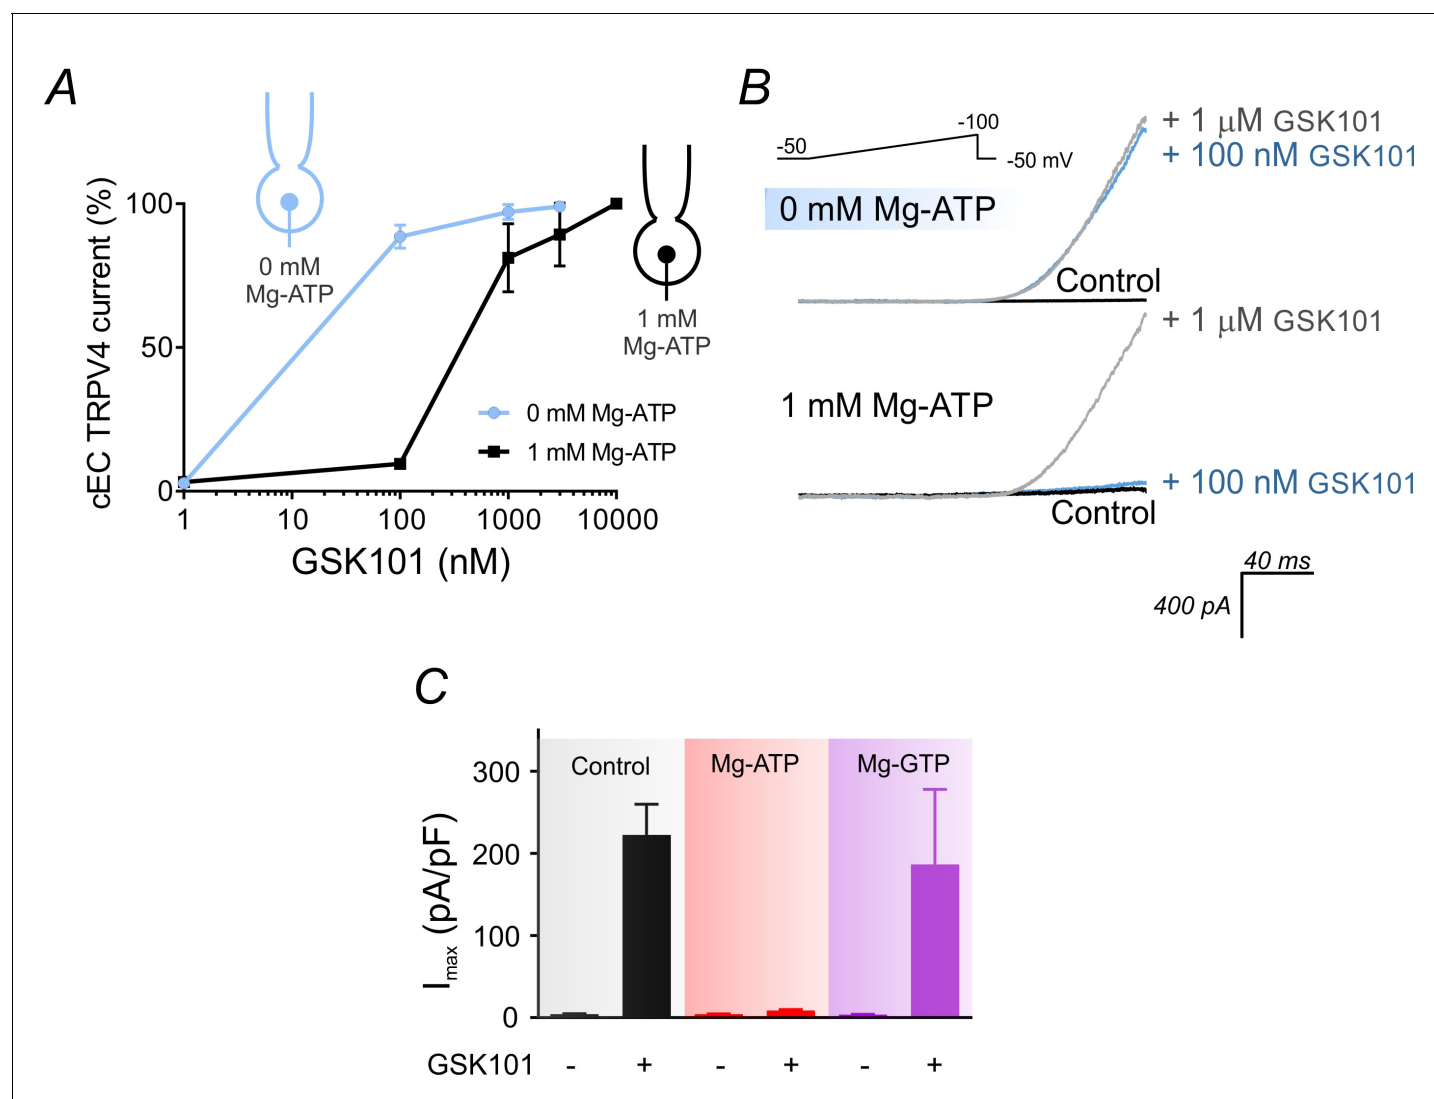 A
0 mM
Mg-ATP
1 mM
Mg-ATP
cEC TRPV4 current (%)
100
50
0
0 mM Mg-ATP
1 mM Mg-ATP
1 10 100 1000 10000
GSK101 (nM)
B
-50
-100
-50 mV
+ 1 μM GSK101
+ 100 nM GSK101
0 mM Mg-ATP
Control
+ 1 μM GSK101
1 mM Mg-ATP
+ 100 nM GSK101
Control
40 ms
400 pA
C
Imax (pA/pF)
300
200
100
0
Control Mg-ATP Mg-GTP
GSK101 - + - + - +